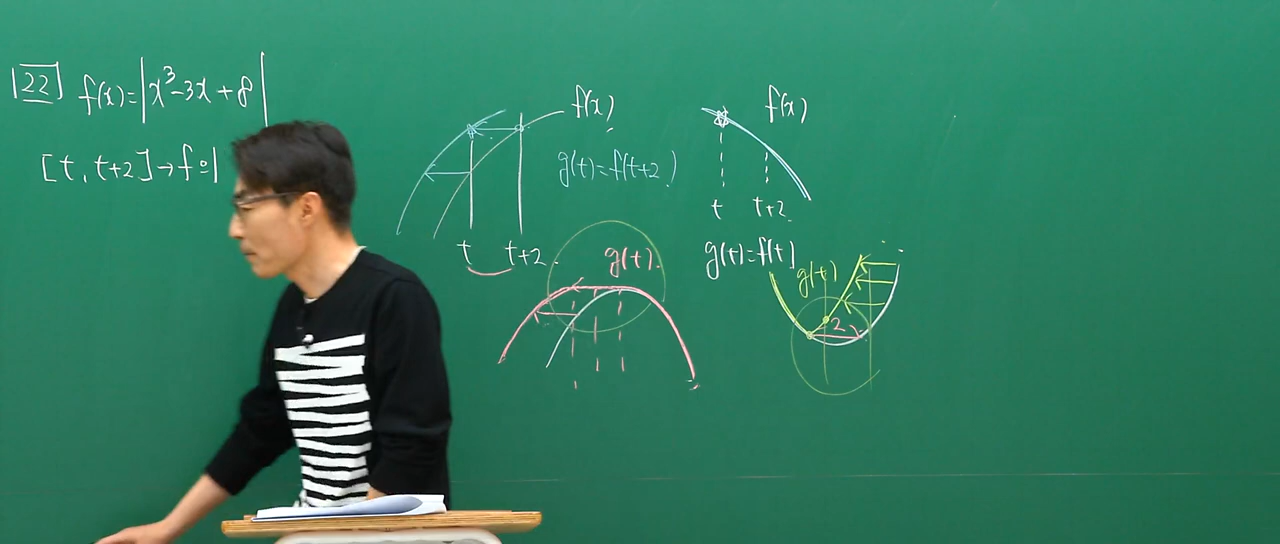 22 f(x)=|x³-3x+8|
[t, t+2]→f의
f(x)
g(t)=f(t+2)
t t+2
f(x)
t t+2
g(t)=f(t)
g(t)
g(t)
2